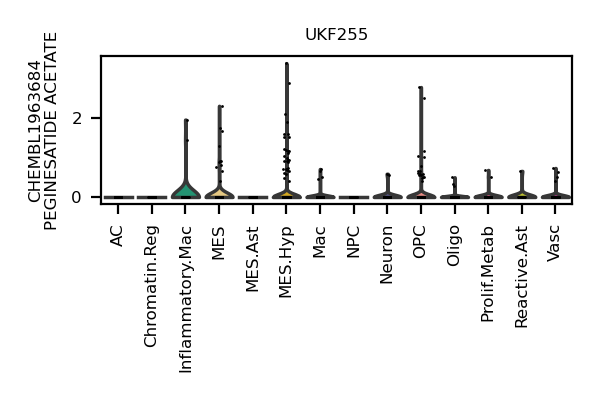 UKF255
CHEMBL1963684
PEGINESATIDE ACETATE
2
0
AC
Chromatin.Reg
Inflammatory.Mac
MES
MES.Ast
MES.Hyp
Mac
NPC
Neuron
OPC
Oligo
Prolif.Metab
Reactive.Ast
Vasc